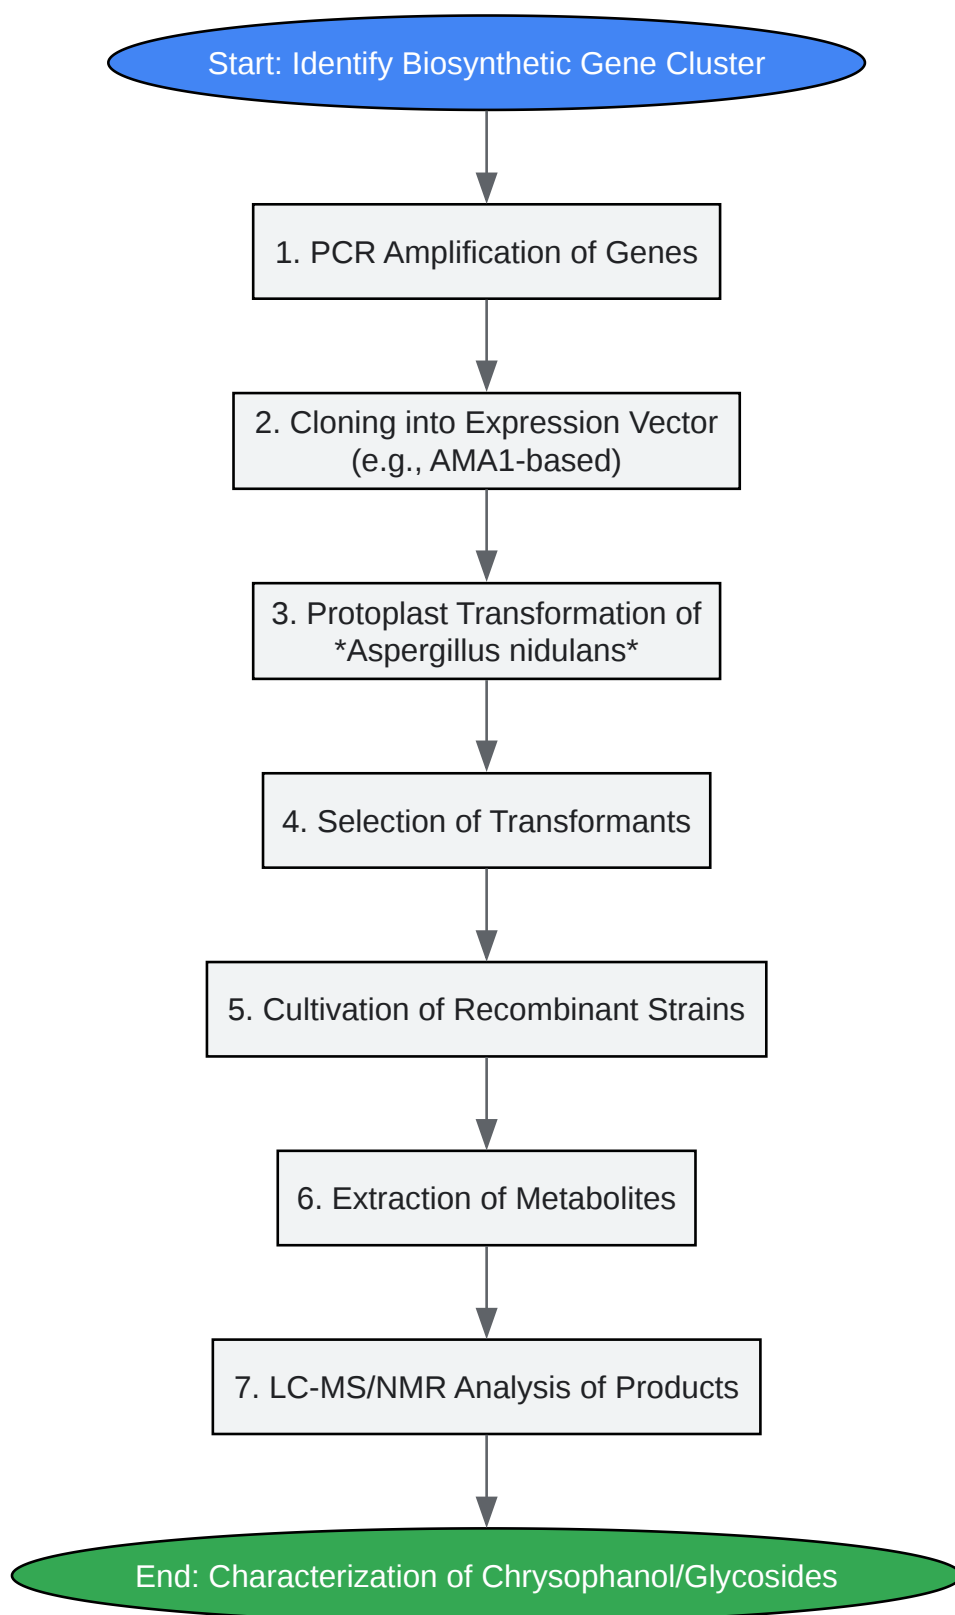 Start: Identify Biosynthetic Gene Cluster
1. PCR Amplification of Genes
2. Cloning into Expression Vector
(e.g., AMA1-based)
3. Protoplast Transformation of
*Aspergillus nidulans*
4. Selection of Transformants
5. Cultivation of Recombinant Strains
6. Extraction of Metabolites
7. LC-MS/NMR Analysis of Products
End: Characterization of Chrysophanol/Glycosides